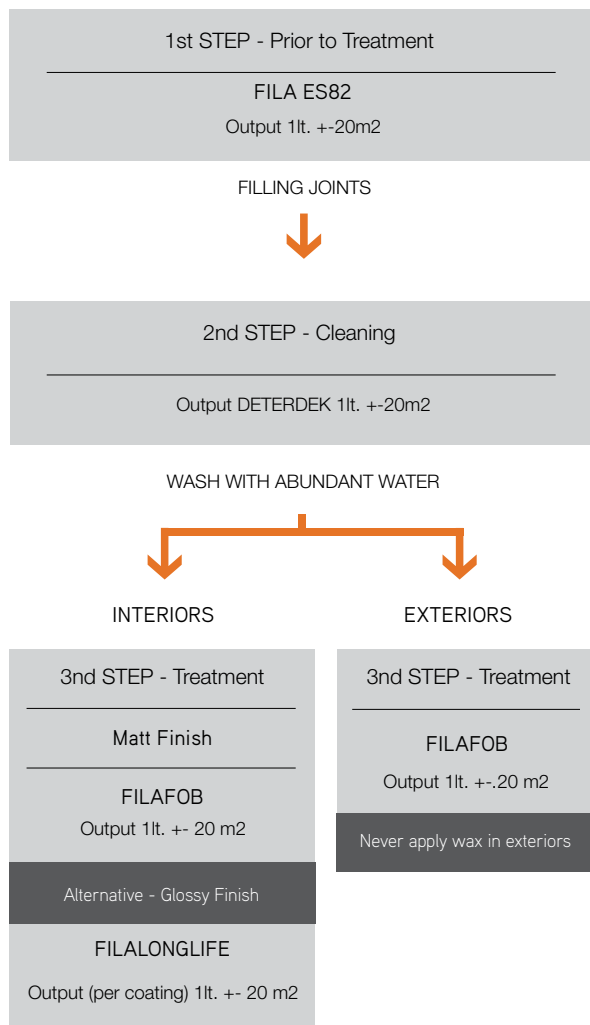 1st STEP - Prior to Treatment
FILA ES82
Output 1lt. +-20m2
FILLING JOINTS
2nd STEP - Cleaning
Output DETERDEK 1lt. +-20m2
WASH WITH ABUNDANT WATER
INTERIORS
3nd STEP - Treatment
Matt Finish
FILAFOB
Output 1lt. +- 20 m2
Alternative - Glossy Finish
FILALONGLIFE
Output (per coating) 1lt. +- 20 m2
EXTERIORS
3nd STEP - Treatment
FILAFOB
Output 1lt. +-.20 m2
Never apply wax in exteriors